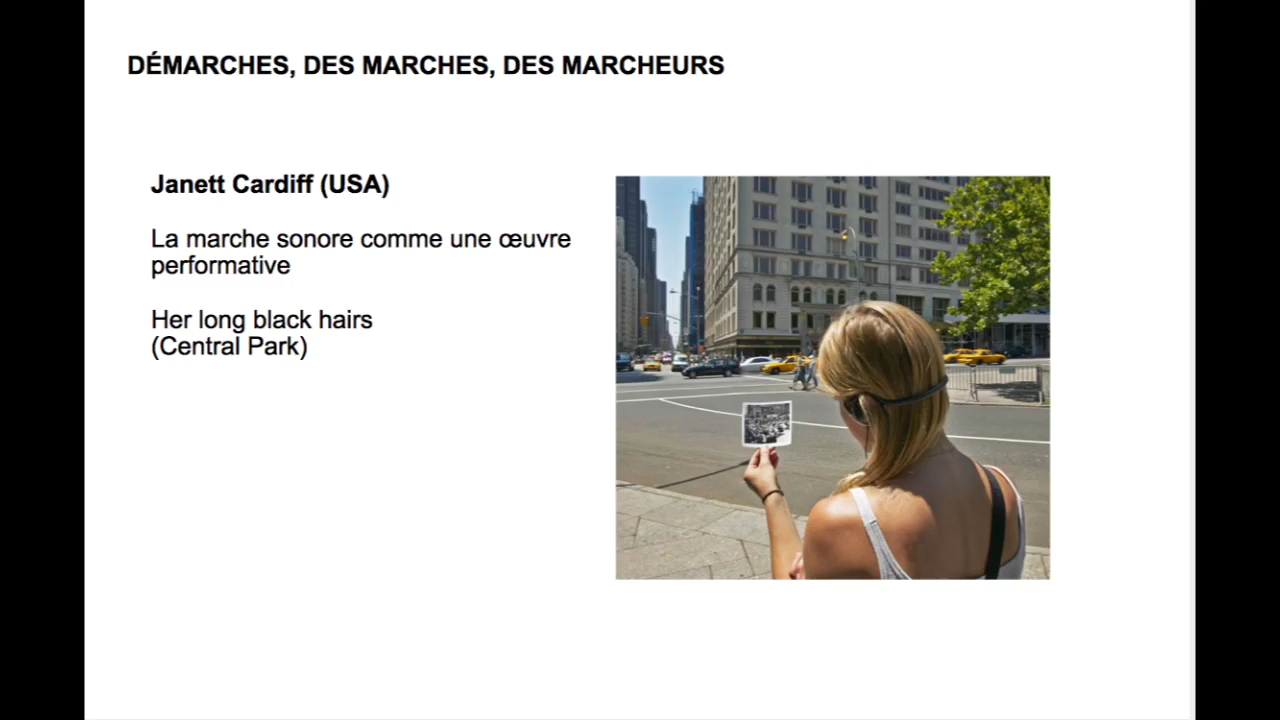 DÉMARCHES, DES MARCHES, DES MARCHEURS
Janett Cardiff (USA)
La marche sonore comme une œuvre
performative
Her long black hairs
(Central Park)